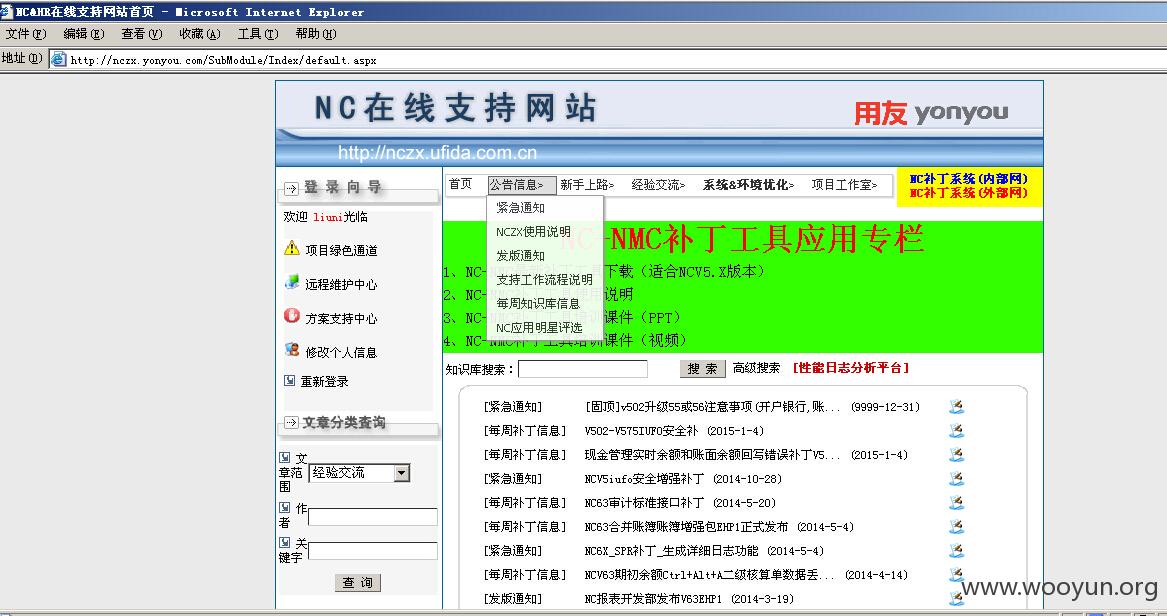 NC&HR在线支持网站首页 - Microsoft Internet Explorer
文件(F) 编辑(E) 查看(V) 收藏(A) 工具(T) 帮助(H)
地址(D) http://nczx.yonyou.com/SubModule/Index/default.aspx
NC在线支持网站
用友 yonyou
http://nczx.ufida.com.cn
登录向导
首页 公告信息> 新手上路> 经验交流> 系统&环境优化> 项目工作室>
NC补丁系统(内部网)
NC补丁系统(外部网)
欢迎 liuni光临
项目绿色通道
远程维护中心
方案支持中心
修改个人信息
重新登录
紧急通知
NCZX使用说明
发版通知
支持工作流程说明
每周知识库信息
NC应用明星评选
NC-NMC补丁工具应用专栏
1、NC-下载（适合NCV5.X版本）
2、NC-说明
3、NC-课件（PPT）
4、NC-NMC补丁工具培训课件（视频）
知识库搜索： 搜 索 高级搜索 [性能日志分析平台]
文章分类查询
文章范围 经验交流
作者
关键字
查 询
[紧急通知] [固顶]v502升级55或56注意事项(开户银行,账... (9999-12-31)
[每周补丁信息] V502-V575IUFO安全补 (2015-1-4)
[每周补丁信息] 现金管理实时余额和账面余额回写错误补丁V5... (2015-1-4)
[紧急通知] NCV5iufo安全增强补丁 (2014-10-28)
[每周补丁信息] NC63审计标准接口补丁 (2014-5-20)
[每周补丁信息] NC63合并账簿账簿增强包EHP1正式发布 (2014-5-4)
[紧急通知] NC6X_SPR补丁_生成详细日志功能 (2014-5-4)
[每周补丁信息] NCV63期初余额Ctrl+Alt+A二级核算单数据丢... (2014-4-14)
[发版通知] NC报表开发部发布V63EHP1 (2014-3-19)
www.wooyun.org